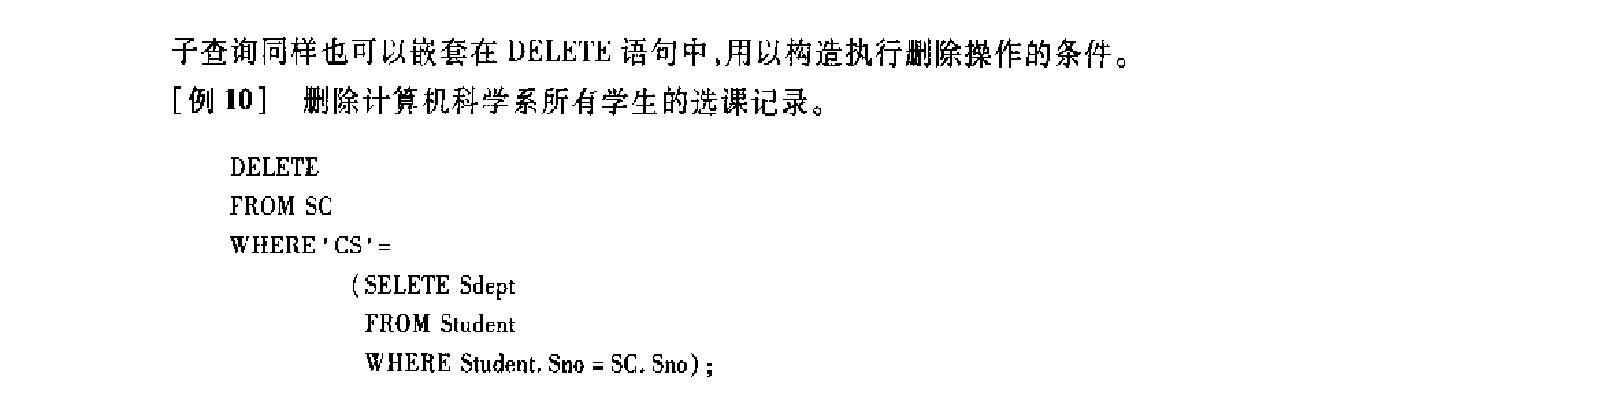 子查询同样也可以嵌套在 DELETE 语句中,用以构造执行删除操作的条件。
[例 10] 删除计算机科学系所有学生的选课记录。
DELETE
FROM SC
WHERE 'CS' =
(SELETE Sdept
FROM Student
WHERE Student. Sno = SC. Sno);